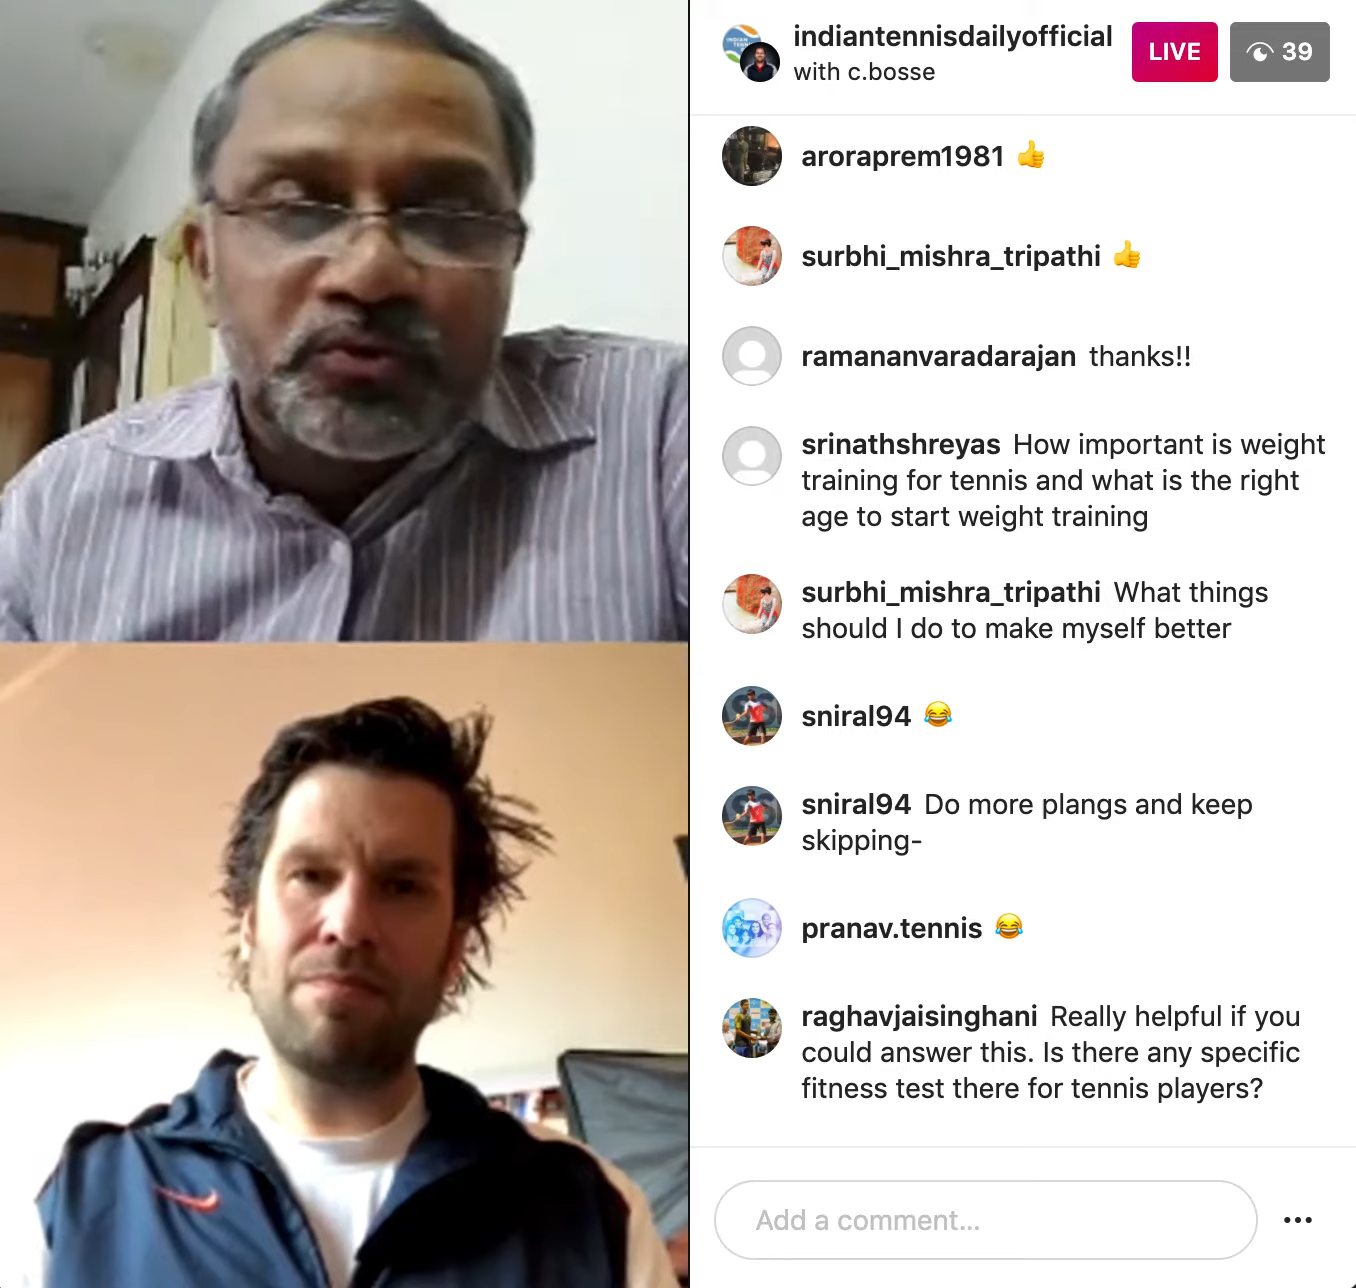 indiantennisdailyofficial
with c.bosse
LIVE
39
aroraprem1981 👍
surbhi_mishra_tripathi 👍
ramananvaradarajan thanks!!
srinathshreyas How important is weight
training for tennis and what is the right
age to start weight training
surbhi_mishra_tripathi What things
should I do to make myself better
sniral94 😂
sniral94 Do more plangs and keep
skipping-
pranav.tennis 😂
raghavjaisinghani Really helpful if you
could answer this. Is there any specific
fitness test there for tennis players?
Add a comment...